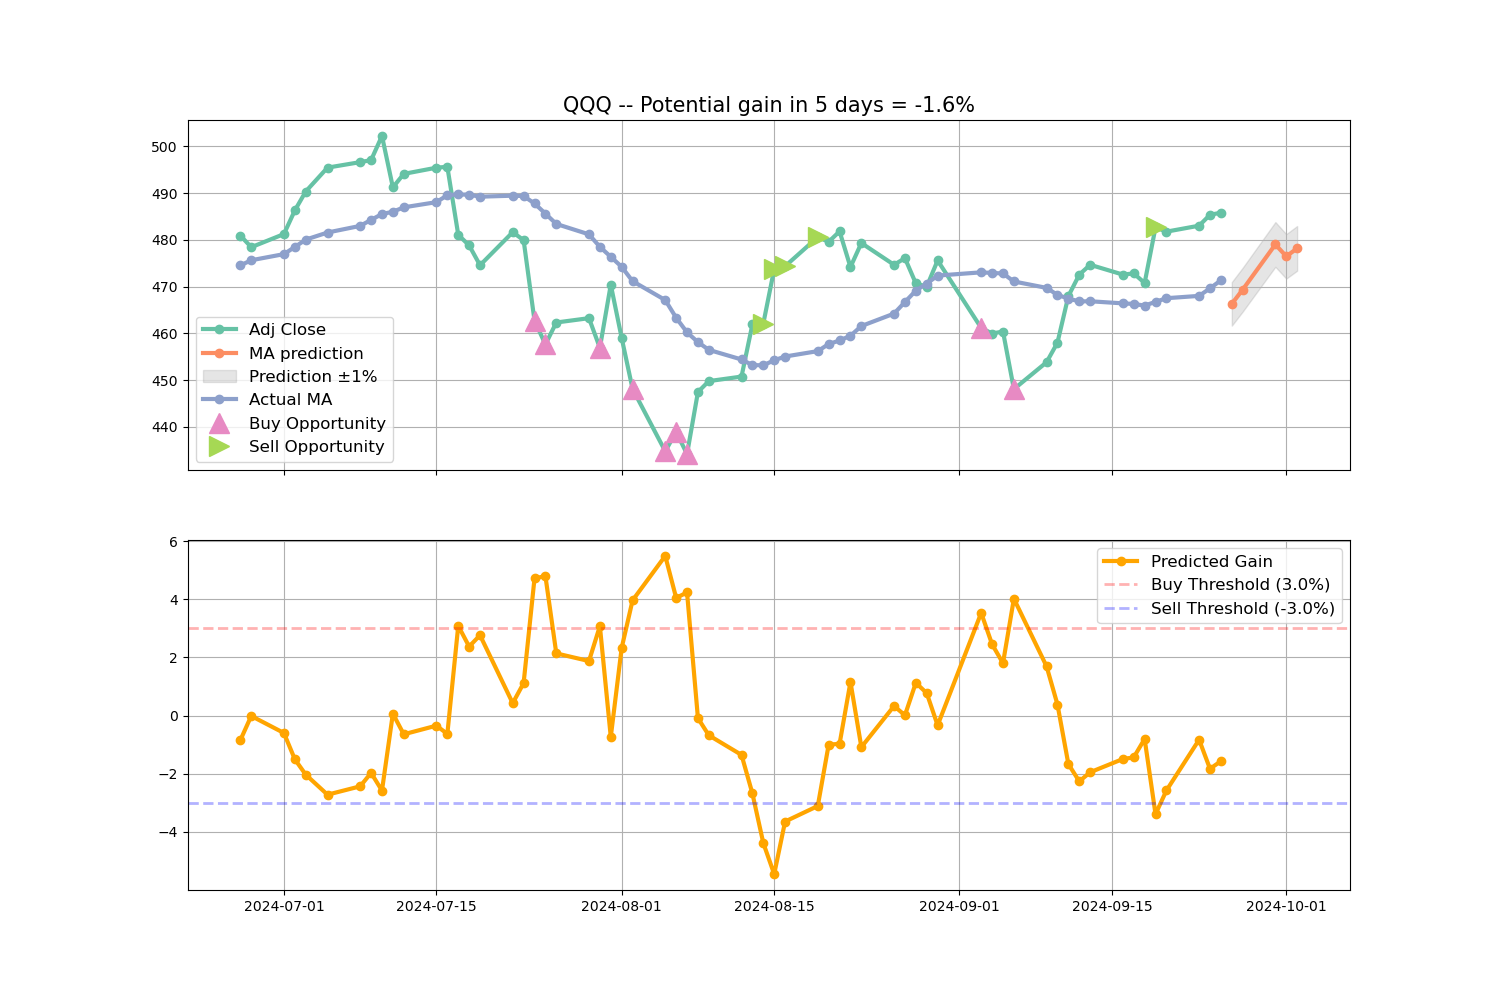 QQQ -- Potential gain in 5 days = -1.6%
500
490
480
470
460
450
440
Adj Close
MA prediction
Prediction ±1%
Actual MA
Buy Opportunity
Sell Opportunity
6
4
2
0
−2
−4
Predicted Gain
Buy Threshold (3.0%)
Sell Threshold (-3.0%)
2024-07-01 2024-07-15 2024-08-01 2024-08-15 2024-09-01 2024-09-15 2024-10-01